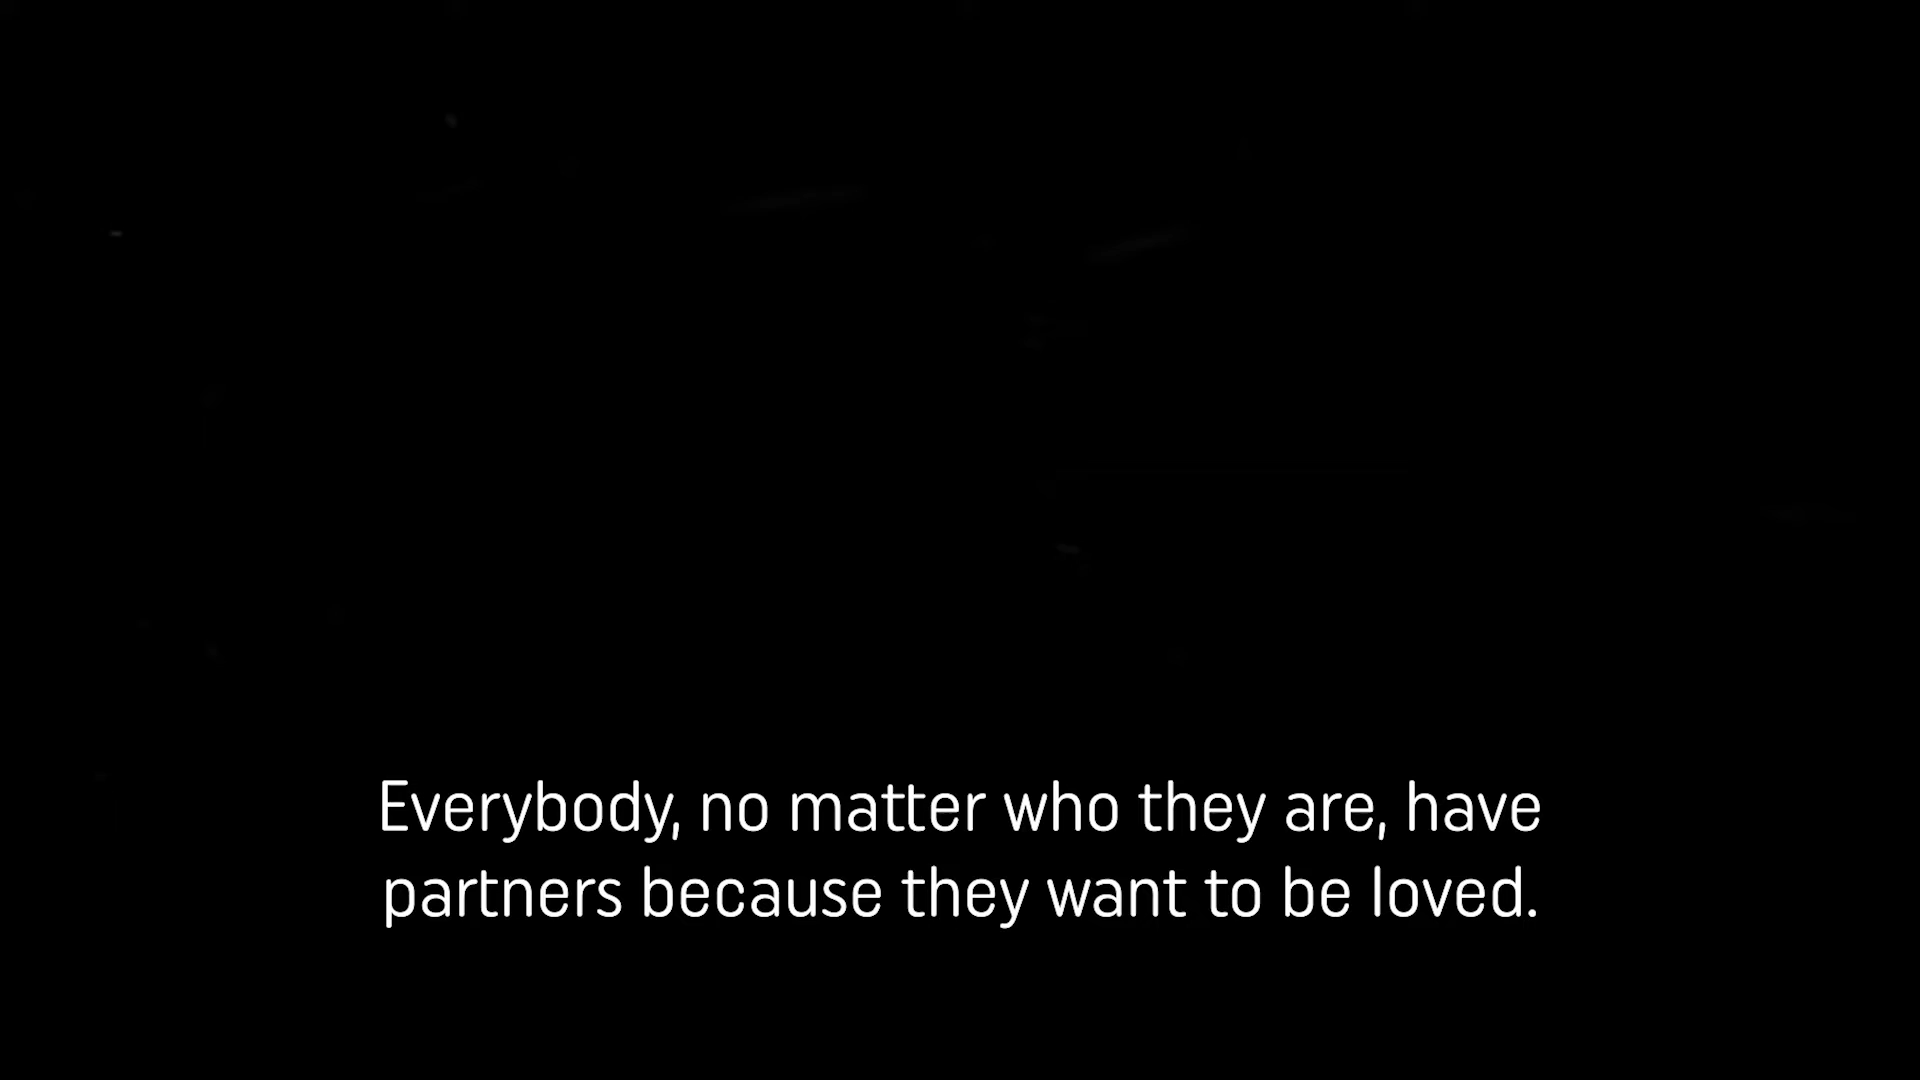 Everybody, no matter who they are, have
partners because they want to be loved.